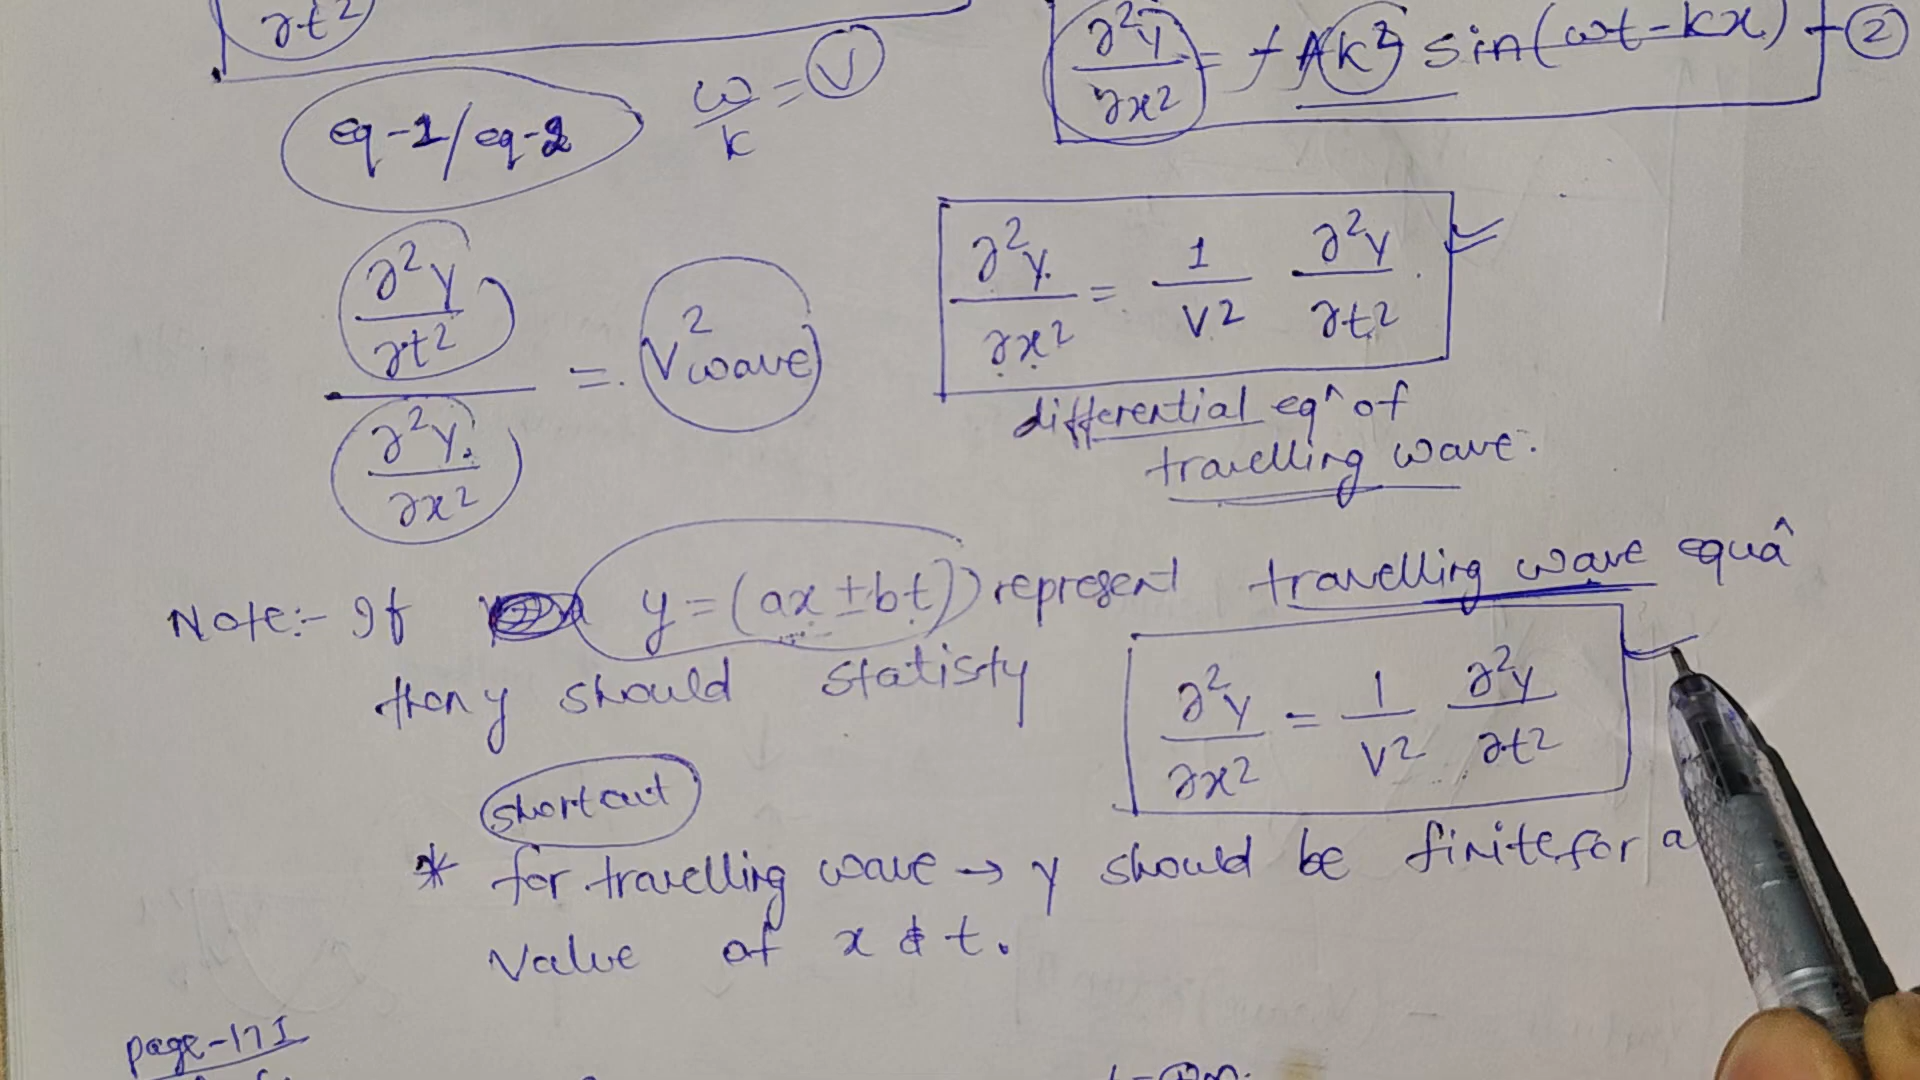 ∂t²
∂²y/∂x² = + Ak² sin(ωt-kx) -②
eq-1/eq-2 ω/k = V
∂²y/∂t² / ∂²y/∂x² = V²wave
∂²y/∂x² = 1/V² ∂²y/∂t²
differential eqⁿ of
travelling wave.
Note:- If y = (ax ± bt) represent travelling wave equaⁿ
then y should statisty ∂²y/∂x² = 1/V² ∂²y/∂t²
shortcut
* for travelling wave → y should be finite for a
Value of x & t.
page-171